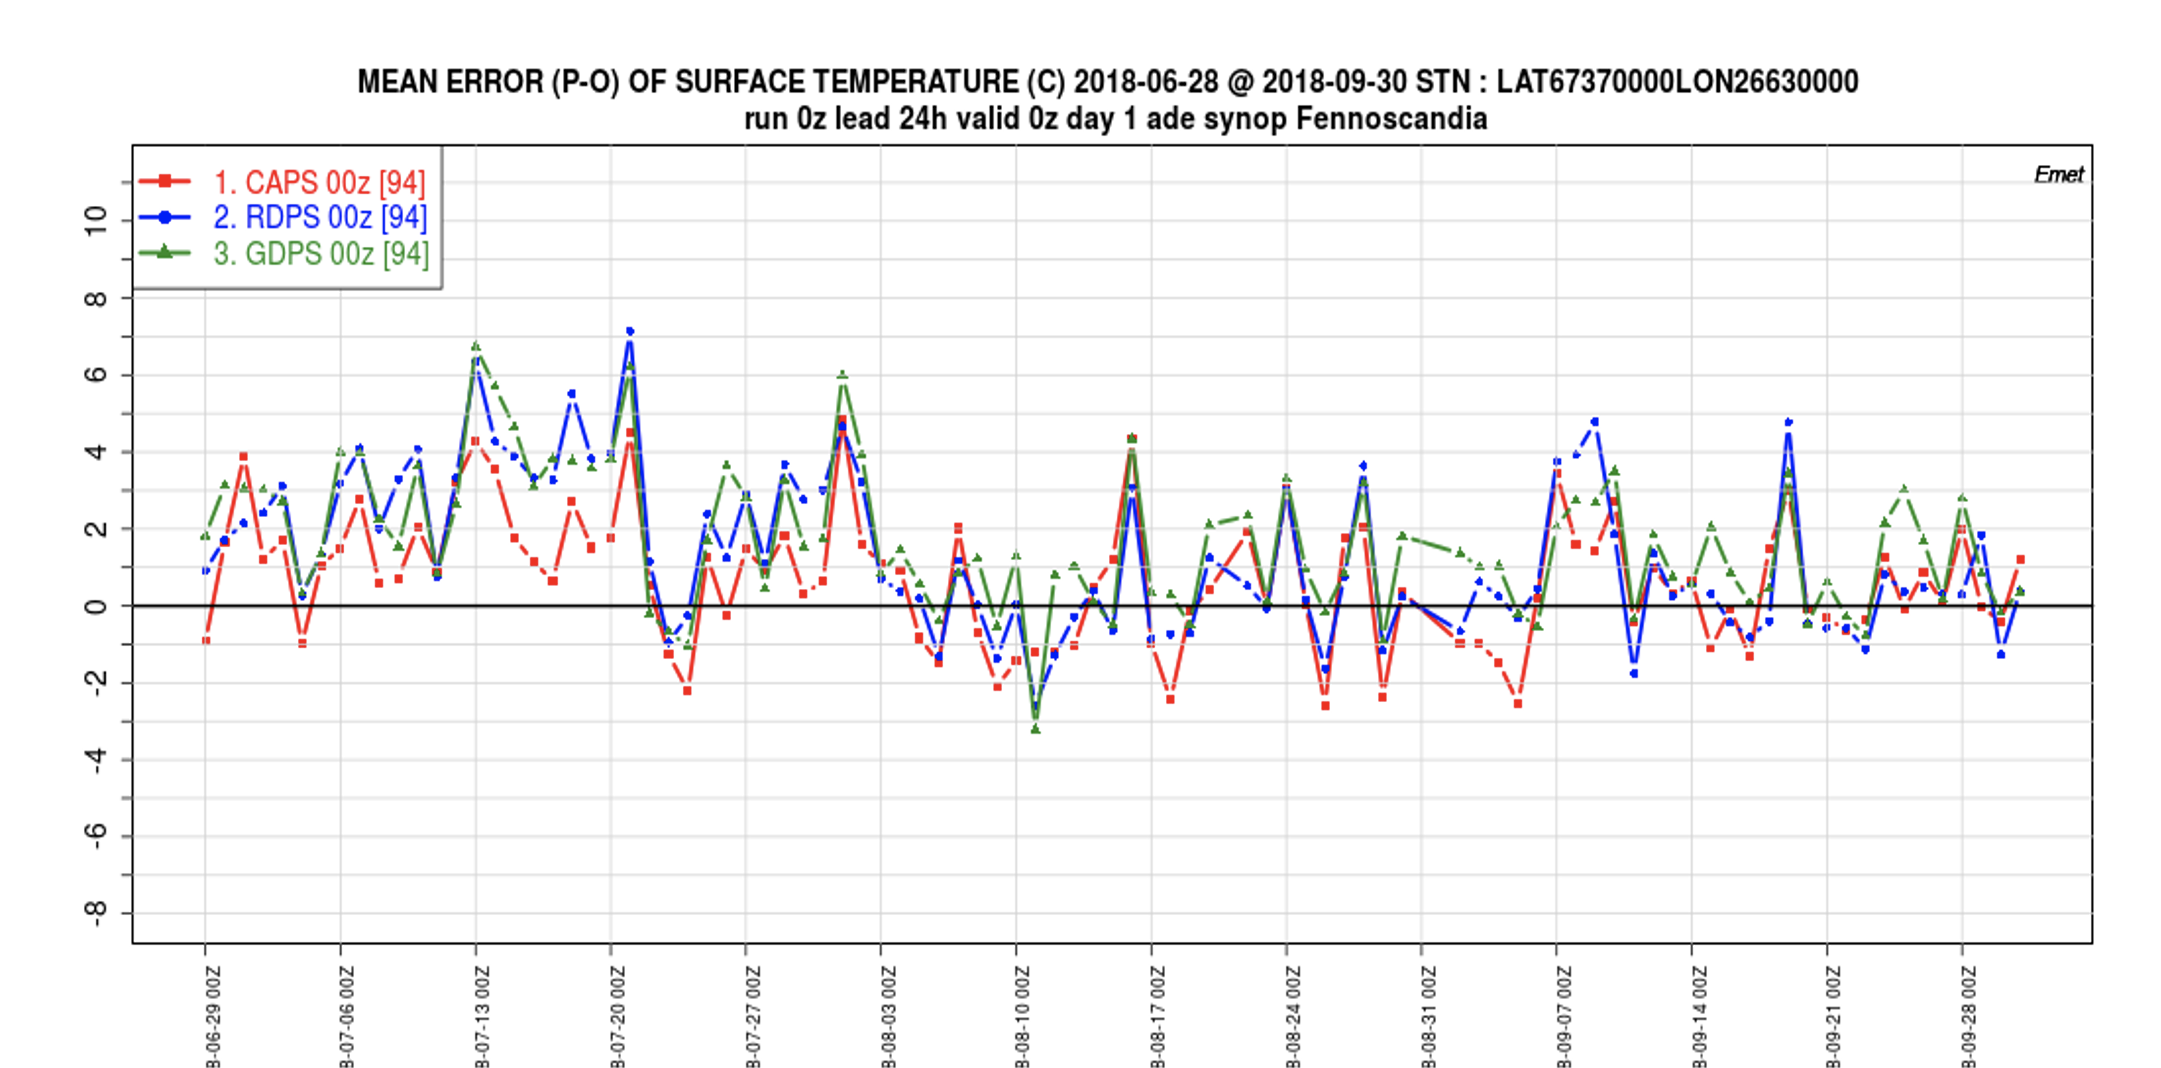 MEAN ERROR (P-O) OF SURFACE TEMPERATURE (C) 2018-06-28 @ 2018-09-30 STN : LAT67370000LON26630000
run 0z lead 24h valid 0z day 1 ade synop Fennoscandia
Emet
1. CAPS 00z [94]
2. RDPS 00z [94]
3. GDPS 00z [94]
10
8
6
4
2
0
-2
-4
-6
-8
8-06-29 00Z
8-07-06 00Z
8-07-13 00Z
8-07-20 00Z
8-07-27 00Z
8-08-03 00Z
8-08-10 00Z
8-08-17 00Z
8-08-24 00Z
8-08-31 00Z
8-09-07 00Z
8-09-14 00Z
8-09-21 00Z
8-09-28 00Z